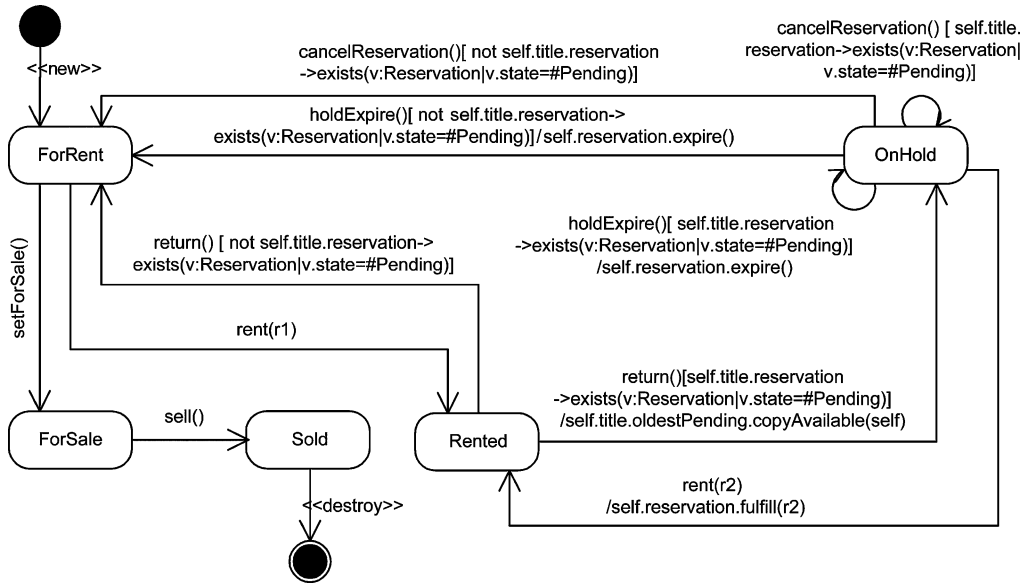 cancelReservation() [ self.title.
reservation->exists(v:Reservation|
v.state=#Pending)]
cancelReservation()[ not self.title.reservation
->exists(v:Reservation|v.state=#Pending)]
<<new>>
holdExpire()[ not self.title.reservation->
exists(v:Reservation|v.state=#Pending)]/self.reservation.expire()
ForRent
OnHold
holdExpire()[ self.title.reservation
->exists(v:Reservation|v.state=#Pending)]
/self.reservation.expire()
return() [ not self.title.reservation->
exists(v:Reservation|v.state=#Pending)]
setForSale()
rent(r1)
return()[self.title.reservation
->exists(v:Reservation|v.state=#Pending)]
/self.title.oldestPending.copyAvailable(self)
ForSale
sell()
Sold
Rented
rent(r2)
/self.reservation.fulfill(r2)
<<destroy>>